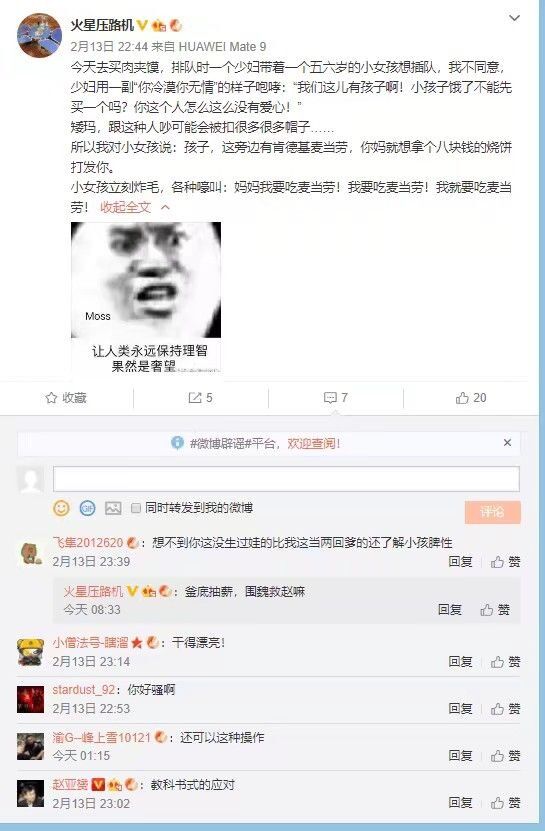 火星压路机
2月13日 22:44 来自 HUAWEI Mate 9
今天去买肉夹馍，排队时一个少妇带着一个五六岁的小女孩想插队，我不同意，
少妇用一副“你冷漠你无情”的样子咆哮：“我们这儿有孩子啊！小孩子饿了不能先
买一个吗？你这个人怎么这么没有爱心！”
矮玛，跟这种人吵可能会被扣很多很多帽子……
所以我对小女孩说：孩子，这旁边有肯德基麦当劳，你妈就想拿个八块钱的烧饼
打发你。
小女孩立刻炸毛，各种嚎叫：妈妈我要吃麦当劳！我要吃麦当劳！我就要吃麦当
劳！ 收起全文
Moss
让人类永远保持理智
果然是奢望
收藏 5 7 20
#微博辟谣#平台，欢迎查阅！
GIF 同时转发到我的微博 评论
飞隼2012620：想不到你这没生过娃的比我这当两回爹的还了解小孩脾性
2月13日 23:39 回复 赞
火星压路机：釜底抽薪，围魏救赵嘛
今天 08:33 回复 赞
小僧法号-瞎溜：干得漂亮！
2月13日 23:14 回复 赞
stardust_92：你好骚啊
2月13日 22:53 回复 赞
渝G--峰上雪10121：还可以这种操作
今天 01:15 回复 赞
：教科书式的应对
2月13日 23:02 回复 赞